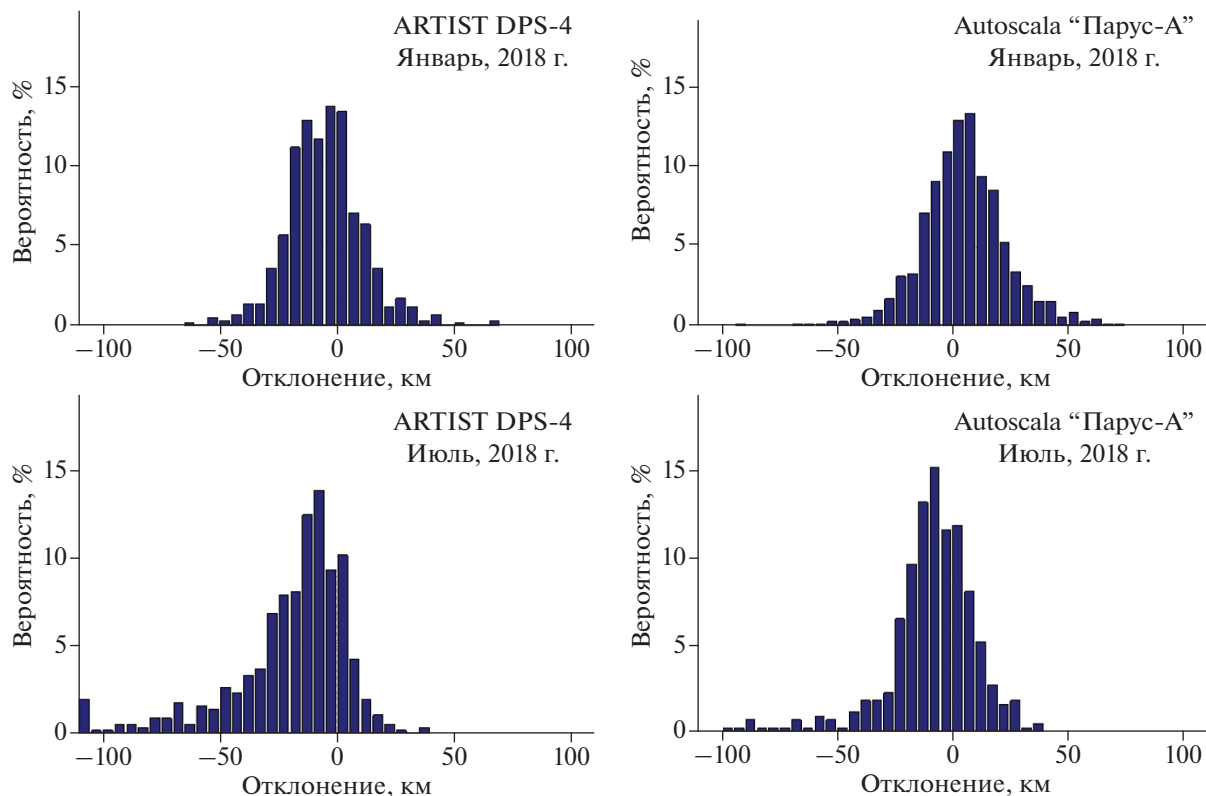 ARTIST DPS-4
Январь, 2018 г.
Вероятность, %
15
10
5
0
−100
−50
0
50
100
Отклонение, км
Autoscala “Парус-А”
Январь, 2018 г.
Вероятность, %
15
10
5
0
−100
−50
0
50
100
Отклонение, км
ARTIST DPS-4
Июль, 2018 г.
Вероятность, %
15
10
5
0
−100
−50
0
50
100
Отклонение, км
Autoscala “Парус-А”
Июль, 2018 г.
Вероятность, %
15
10
5
0
−100
−50
0
50
100
Отклонение, км